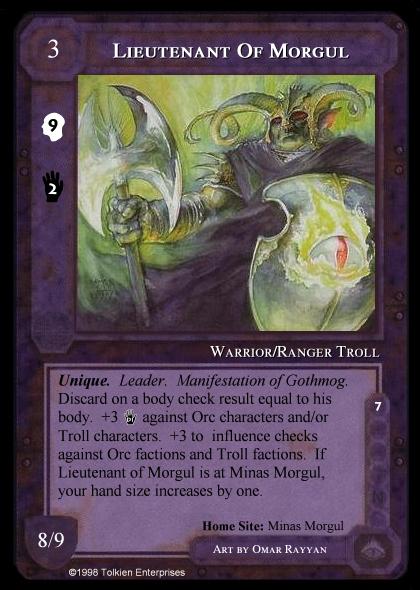 3
LIEUTENANT OF MORGUL
9
2
WARRIOR/RANGER TROLL
Unique. Leader. Manifestation of Gothmog.
Discard on a body check result equal to his
body. +3 against Orc characters and/or
Troll characters. +3 to influence checks
against Orc factions and Troll factions. If
Lieutenant of Morgul is at Minas Morgul,
your hand size increases by one.
7
Home Site: Minas Morgul
8/9
ART BY OMAR RAYYAN
©1998 Tolkien Enterprises